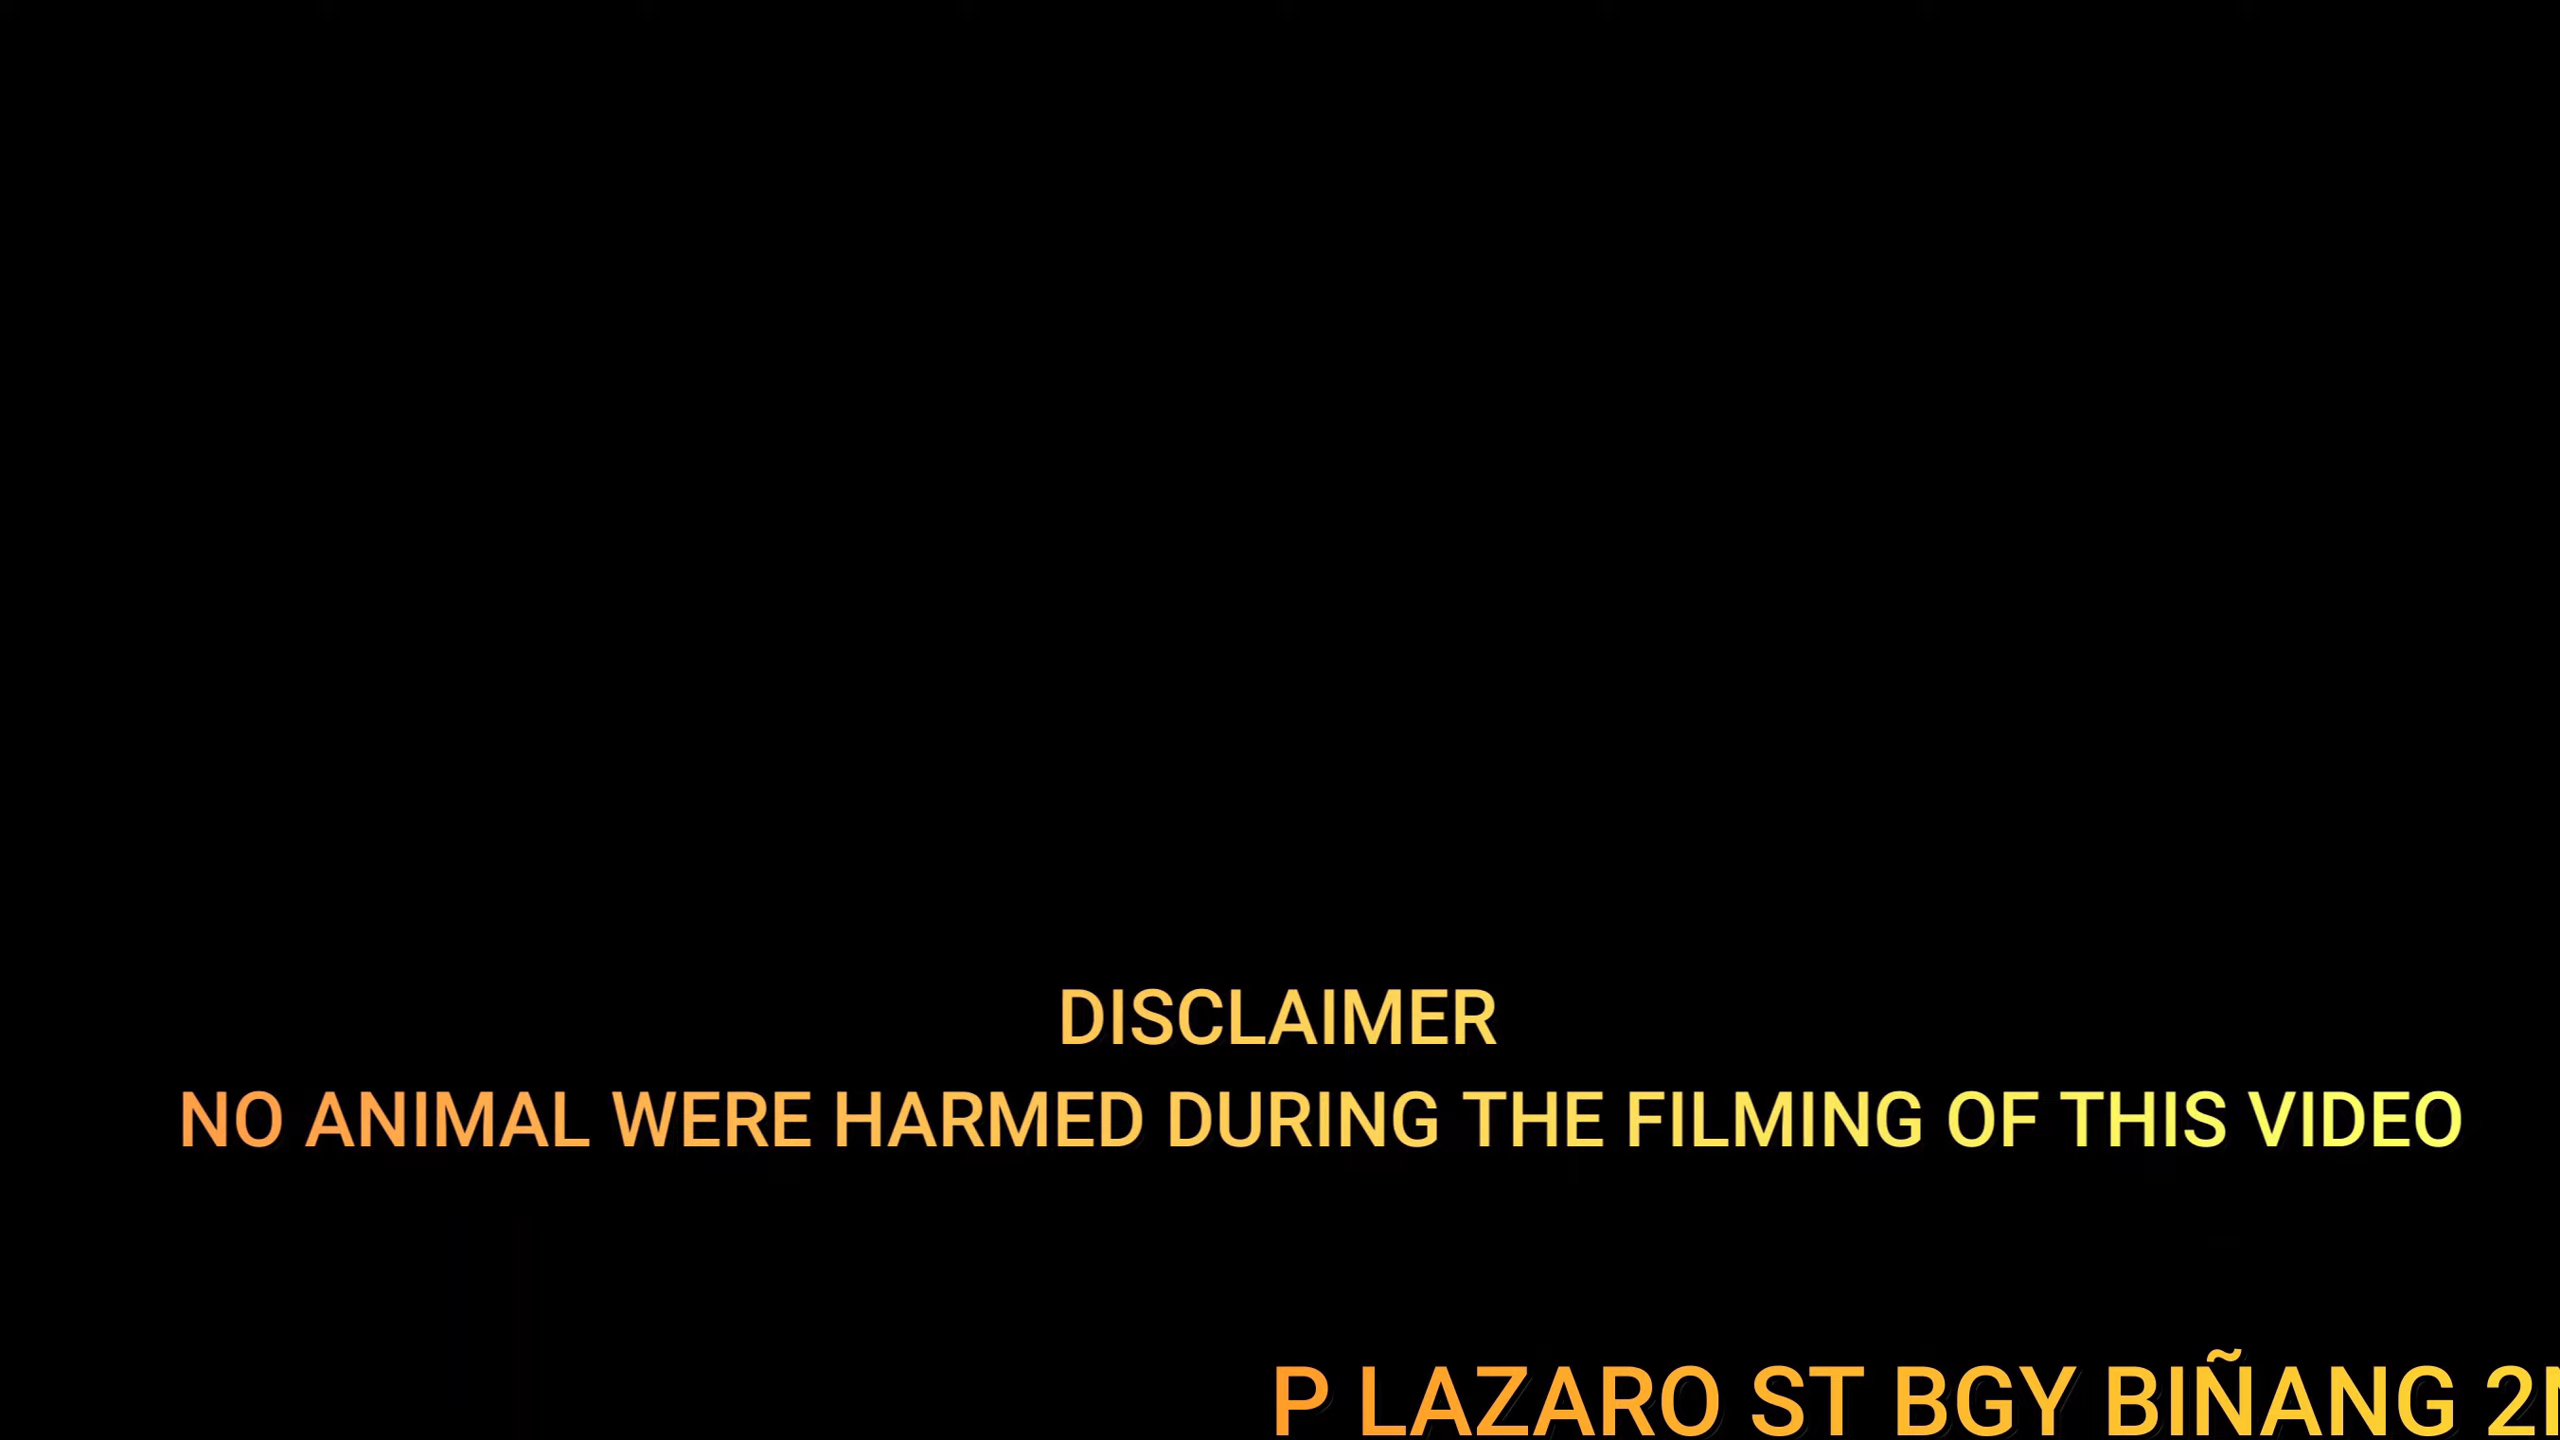 DISCLAIMER
NO ANIMAL WERE HARMED DURING THE FILMING OF THIS VIDEO
P LAZARO ST BGY BIÑANG